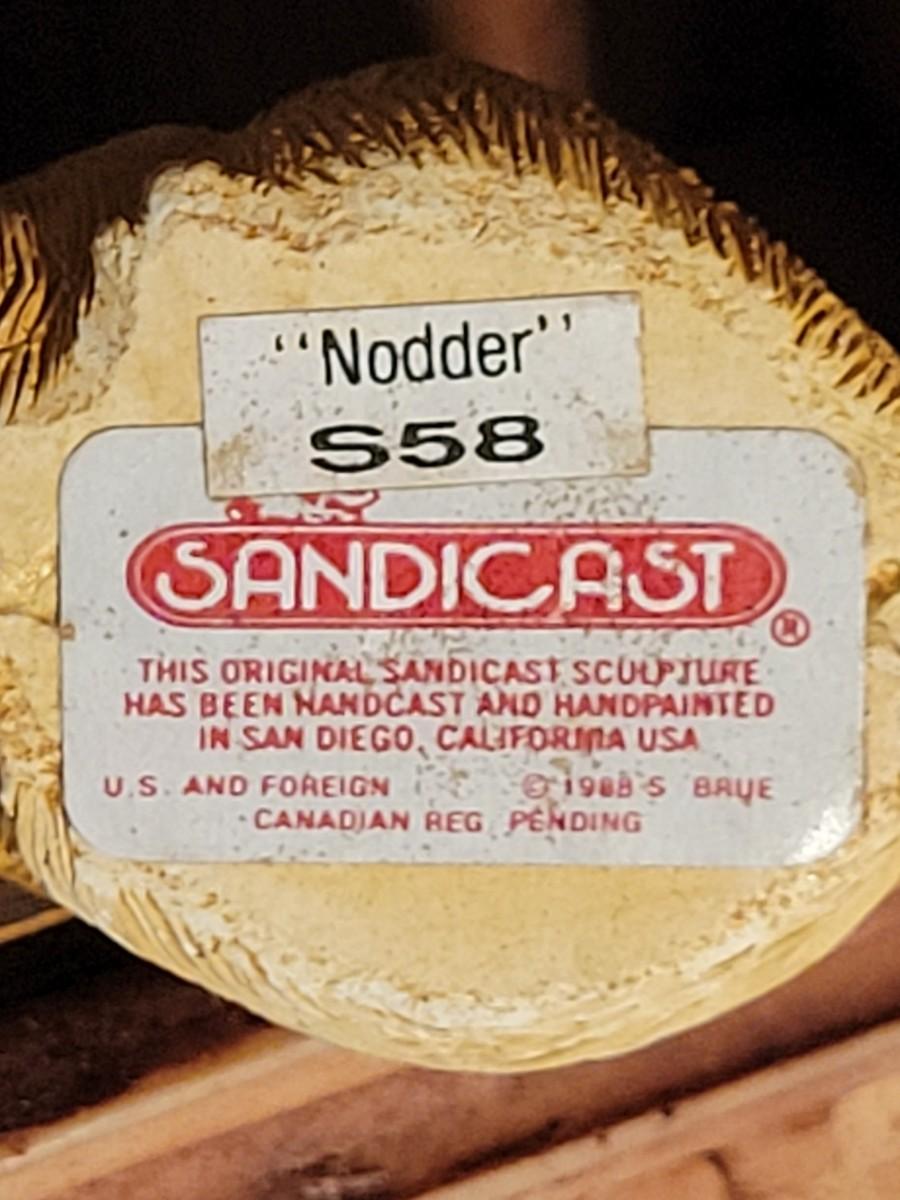 ‘‘Nodder’’
S58
SANDICAST®
THIS ORIGINAL SANDICAST SCULPTURE
HAS BEEN HANDCAST AND HANDPAINTED
IN SAN DIEGO, CALIFORNIA USA
U.S. AND FOREIGN © 1988 S BRUE
CANADIAN REG PENDING